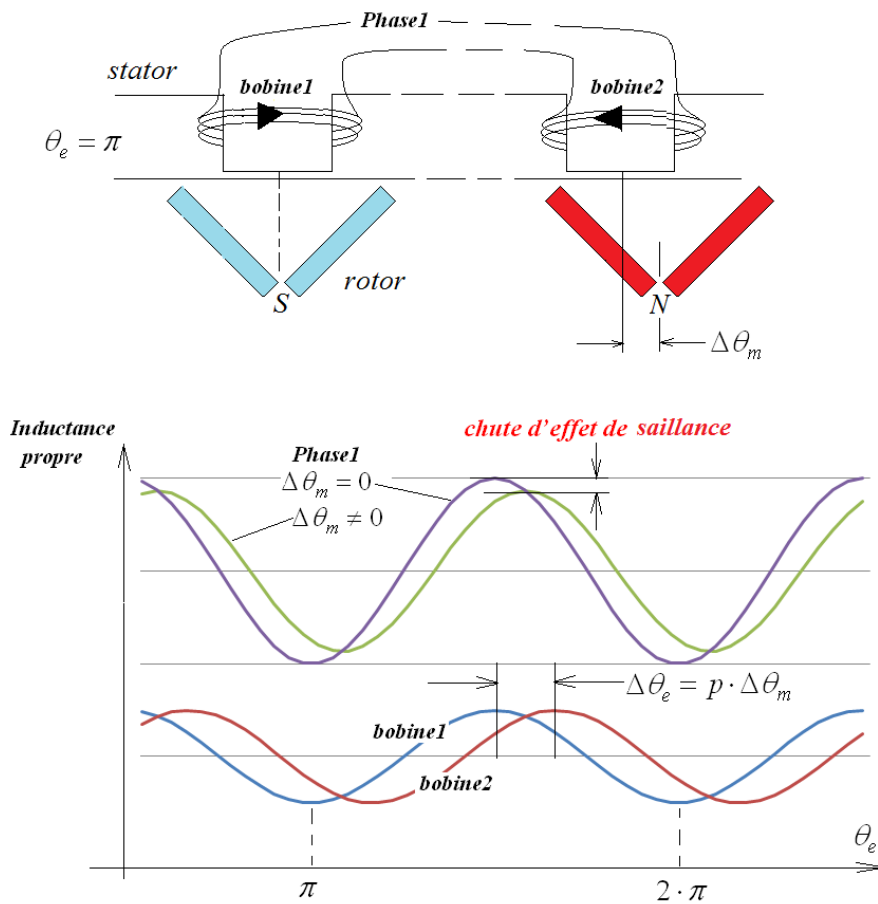 Phase1
stator
bobine1
bobine2
θe = π
rotor
S
N
Δθm
Inductance
propre
chute d'effet de saillance
Phase1
Δθm = 0
Δθm ≠ 0
Δθe = p · Δθm
bobine1
bobine2
θe
π
2 · π